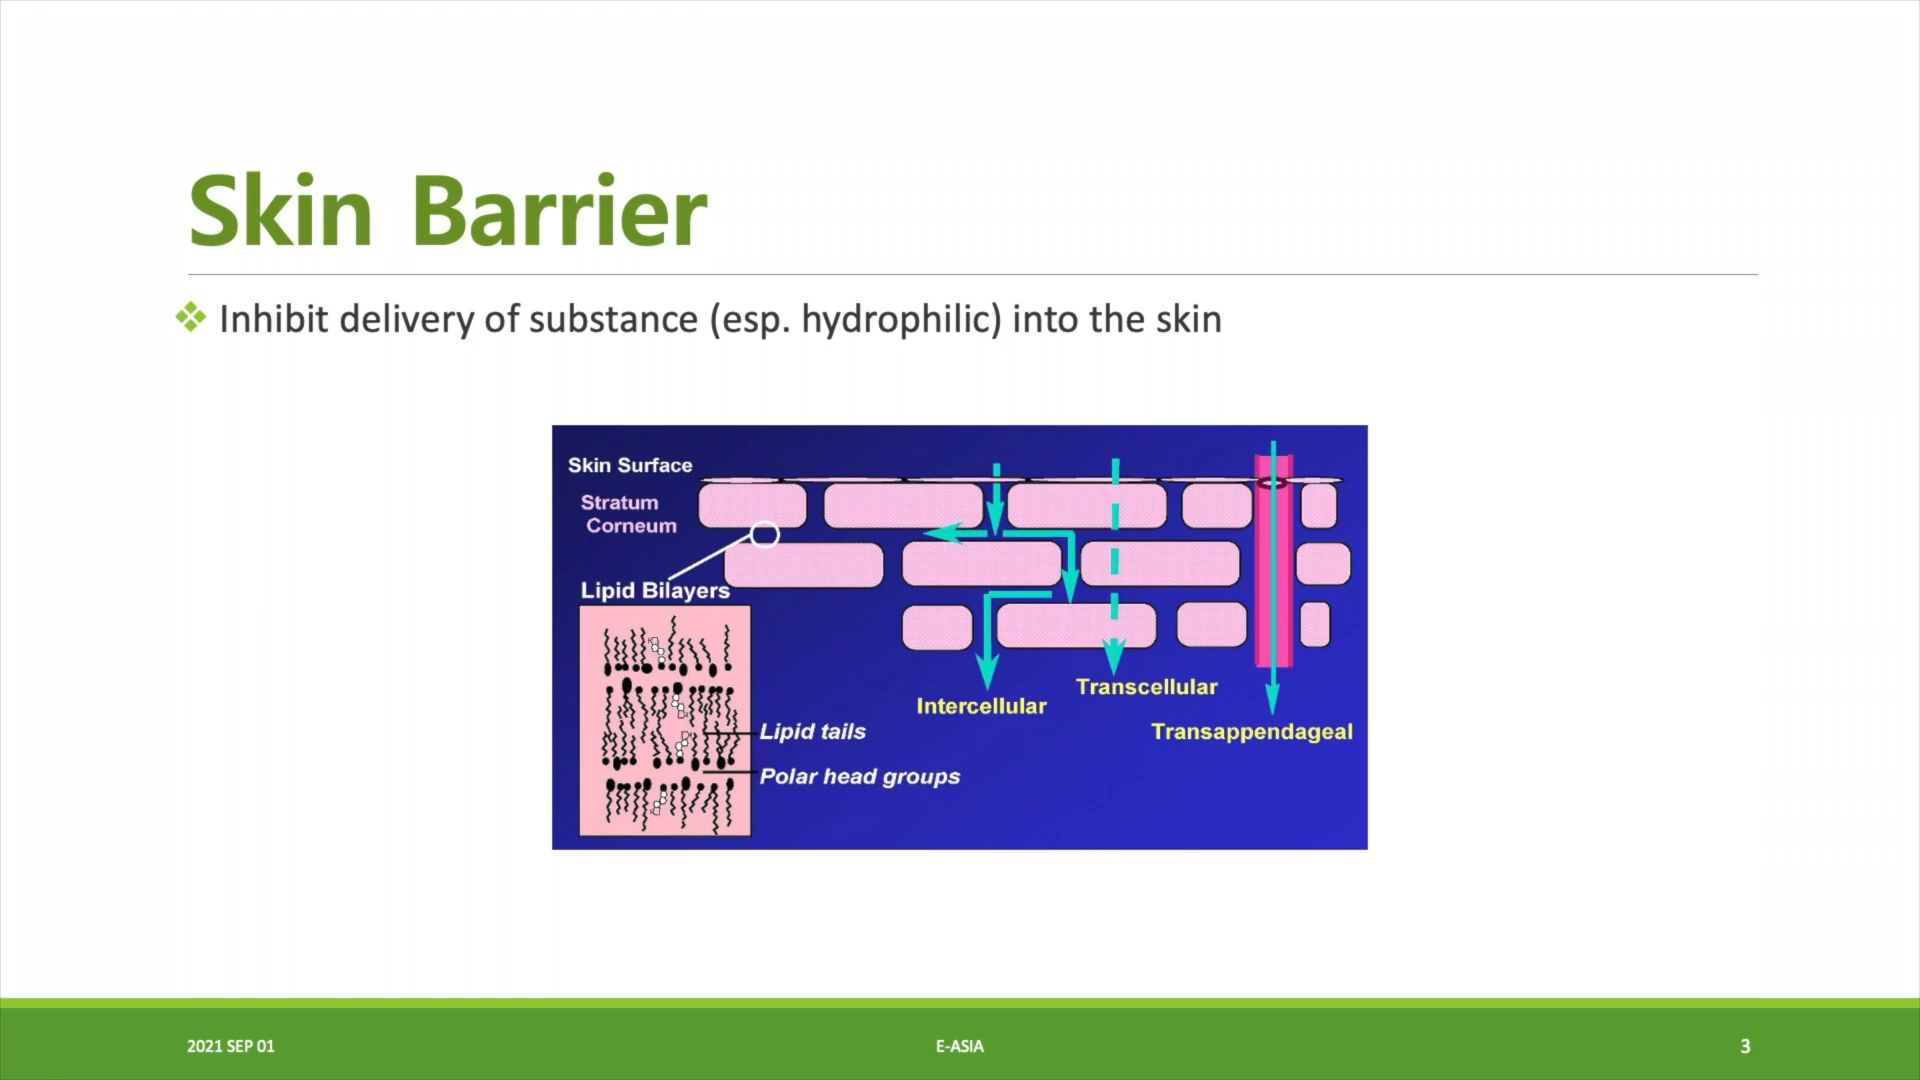 Skin Barrier
Inhibit delivery of substance (esp. hydrophilic) into the skin
Skin Surface
Stratum
Corneum
Lipid Bilayers
Lipid tails
Polar head groups
Intercellular
Transcellular
Transappendageal
2021 SEP 01
E-ASIA
3